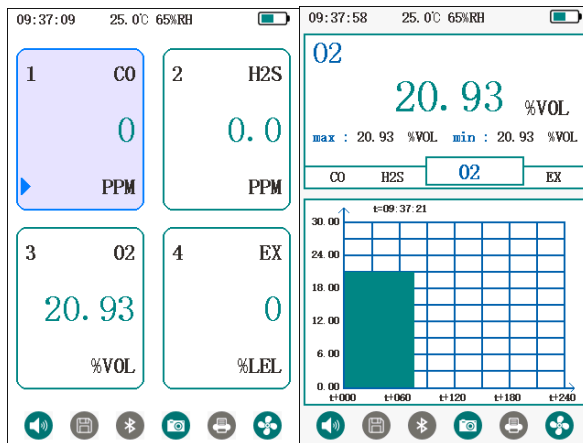 09:37:09 25.0℃ 65%RH
1 CO
0
PPM
2 H2S
0.0
PPM
3 O2
20.93
%VOL
4 EX
0
%LEL
09:37:58 25.0℃ 65%RH
O2
20.93 %VOL
max : 20.93 %VOL min : 20.93 %VOL
CO H2S O2 EX
t=09:37:21
30.00
24.00
18.00
12.00
6.00
0.00
t+000 t+060 t+120 t+180 t+240